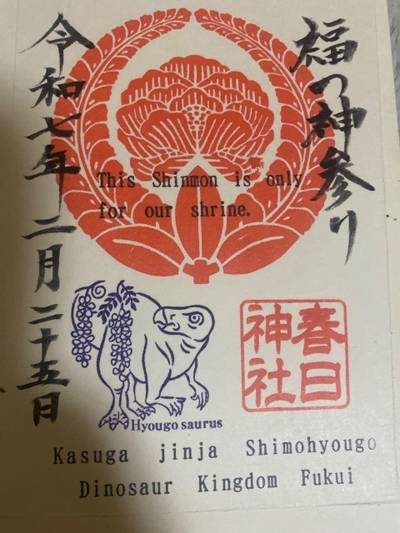 福の神参り
This Shinmon is only
for our shrine.
令和七年 二月二十五日
Hyougo saurus
春日
神社
Kasuga jinja Shimohyougo
Dinosaur Kingdom Fukui